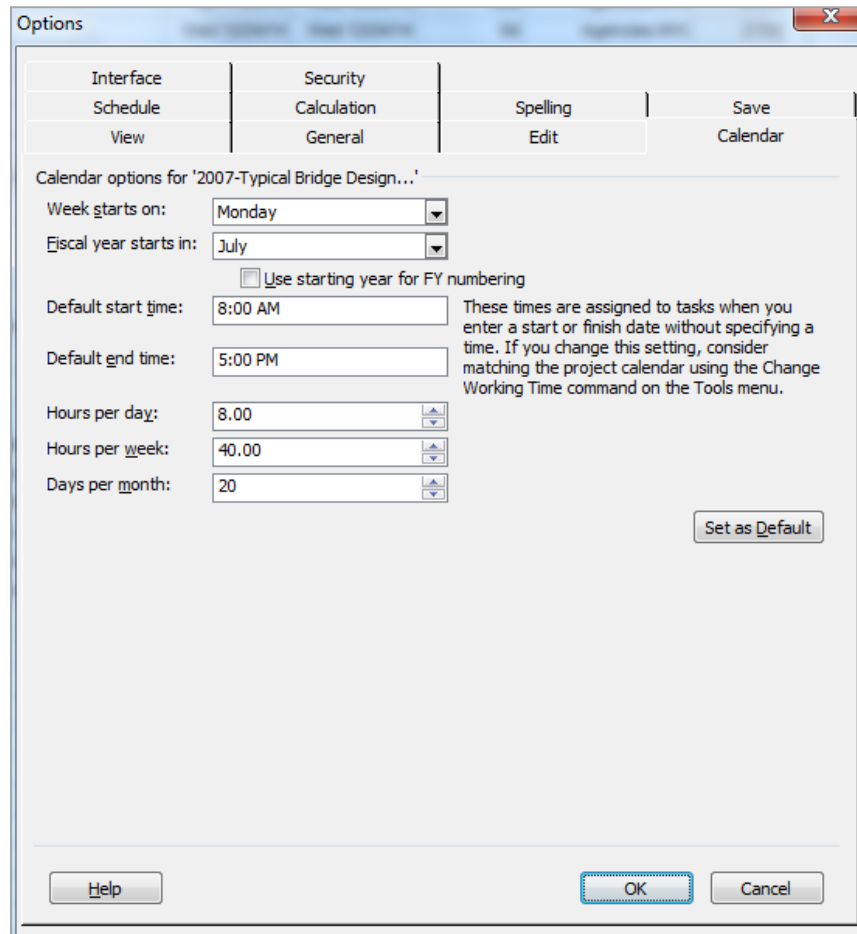 Options
Interface Security
Schedule Calculation Spelling Save
View General Edit Calendar
Calendar options for '2007-Typical Bridge Design...'
Week starts on: Monday
Fiscal year starts in: July
Use starting year for FY numbering
Default start time: 8:00 AM
These times are assigned to tasks when you
enter a start or finish date without specifying a
time. If you change this setting, consider
matching the project calendar using the Change
Working Time command on the Tools menu.
Default end time: 5:00 PM
Hours per day: 8.00
Hours per week: 40.00
Days per month: 20
Set as Default
Help OK Cancel